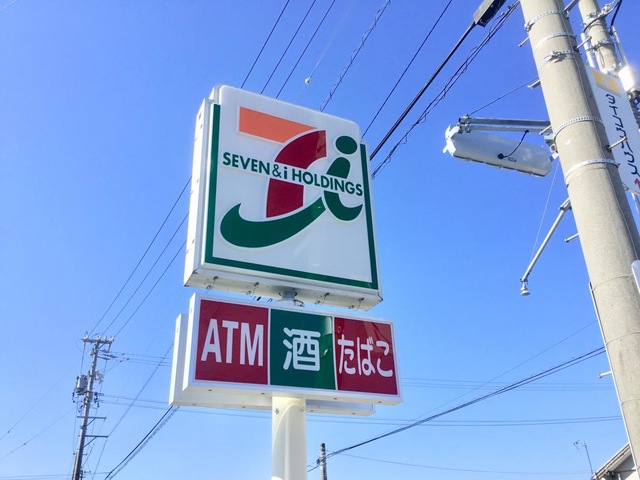 SEVEN & i HOLDINGS
ATM 酒 たばこ